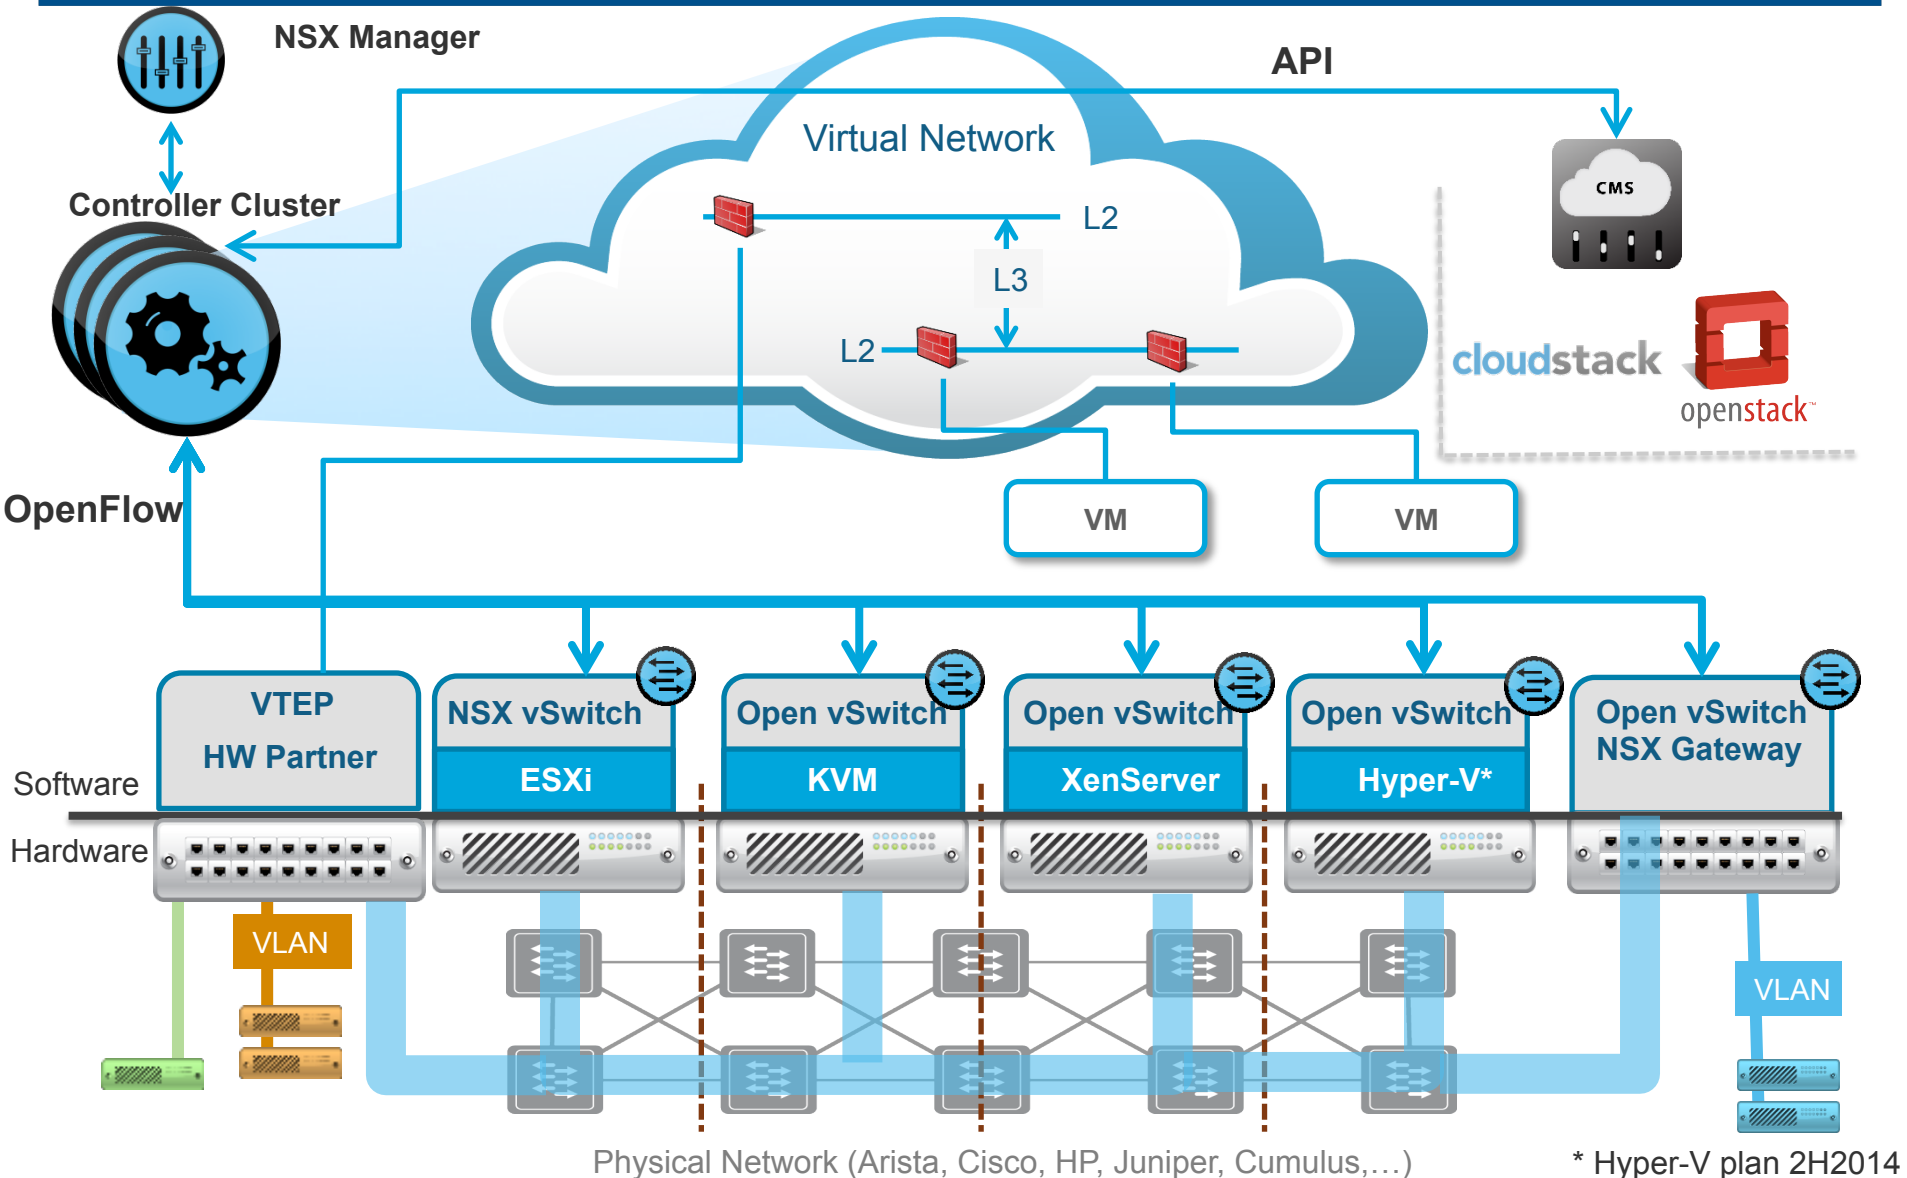 NSX Manager
API
Virtual Network
CMS
Controller Cluster
L2
L3
L2
cloudstack
openstack™
OpenFlow
VM
VM
VTEP
HW Partner
NSX vSwitch
ESXi
Open vSwitch
KVM
Open vSwitch
XenServer
Open vSwitch
Hyper-V*
Open vSwitch
NSX Gateway
Software
Hardware
VLAN
VLAN
Physical Network (Arista, Cisco, HP, Juniper, Cumulus,…)
* Hyper-V plan 2H2014